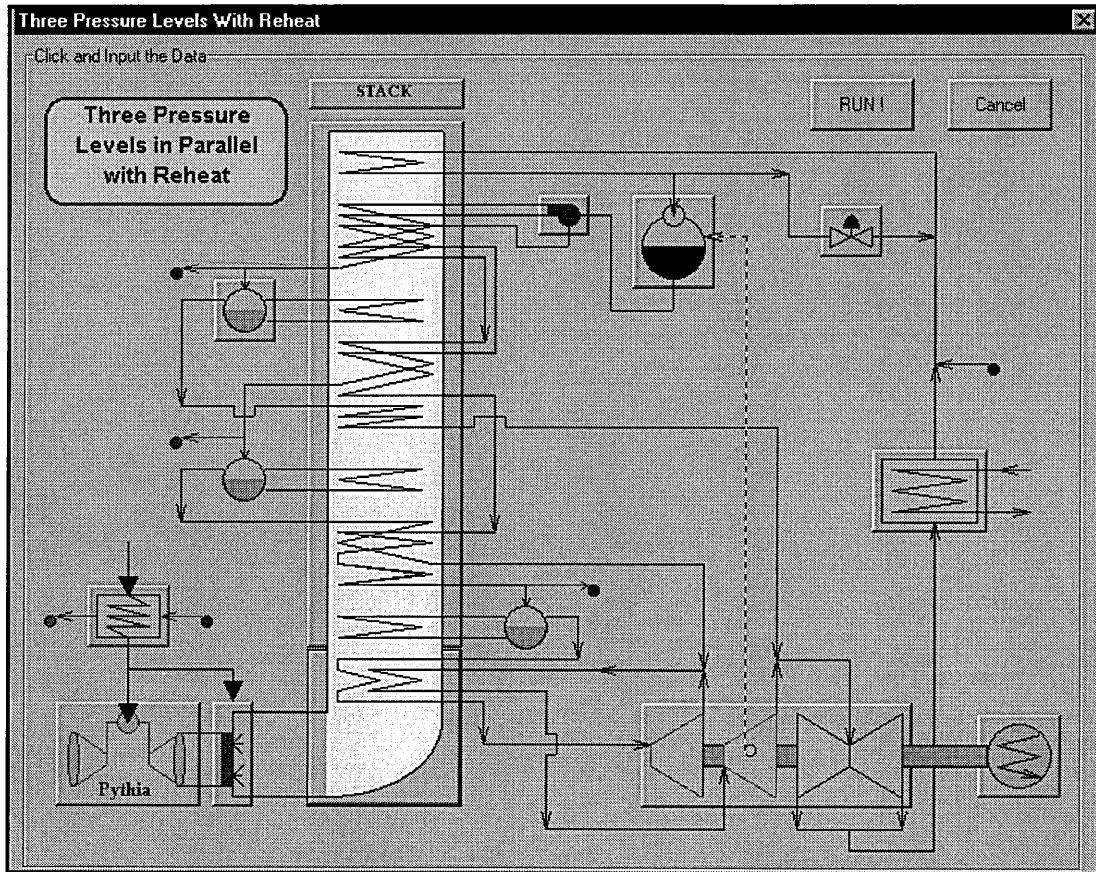 Three Pressure Levels With Reheat
Click and Input the Data
STACK
RUN !
Cancel
Three Pressure
Levels in Parallel
with Reheat
Pythia